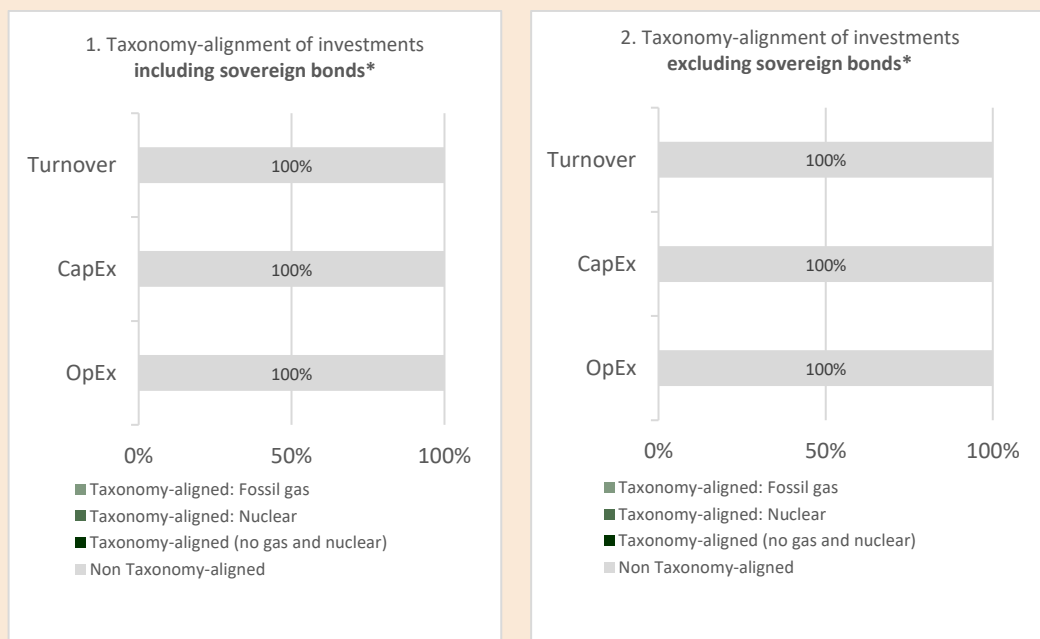 1. Taxonomy-alignment of investments
including sovereign bonds*
Turnover
100%
CapEx
100%
OpEx
100%
0% 50% 100%
Taxonomy-aligned: Fossil gas
Taxonomy-aligned: Nuclear
Taxonomy-aligned (no gas and nuclear)
Non Taxonomy-aligned
2. Taxonomy-alignment of investments
excluding sovereign bonds*
Turnover
100%
CapEx
100%
OpEx
100%
0% 50% 100%
Taxonomy-aligned: Fossil gas
Taxonomy-aligned: Nuclear
Taxonomy-aligned (no gas and nuclear)
Non Taxonomy-aligned